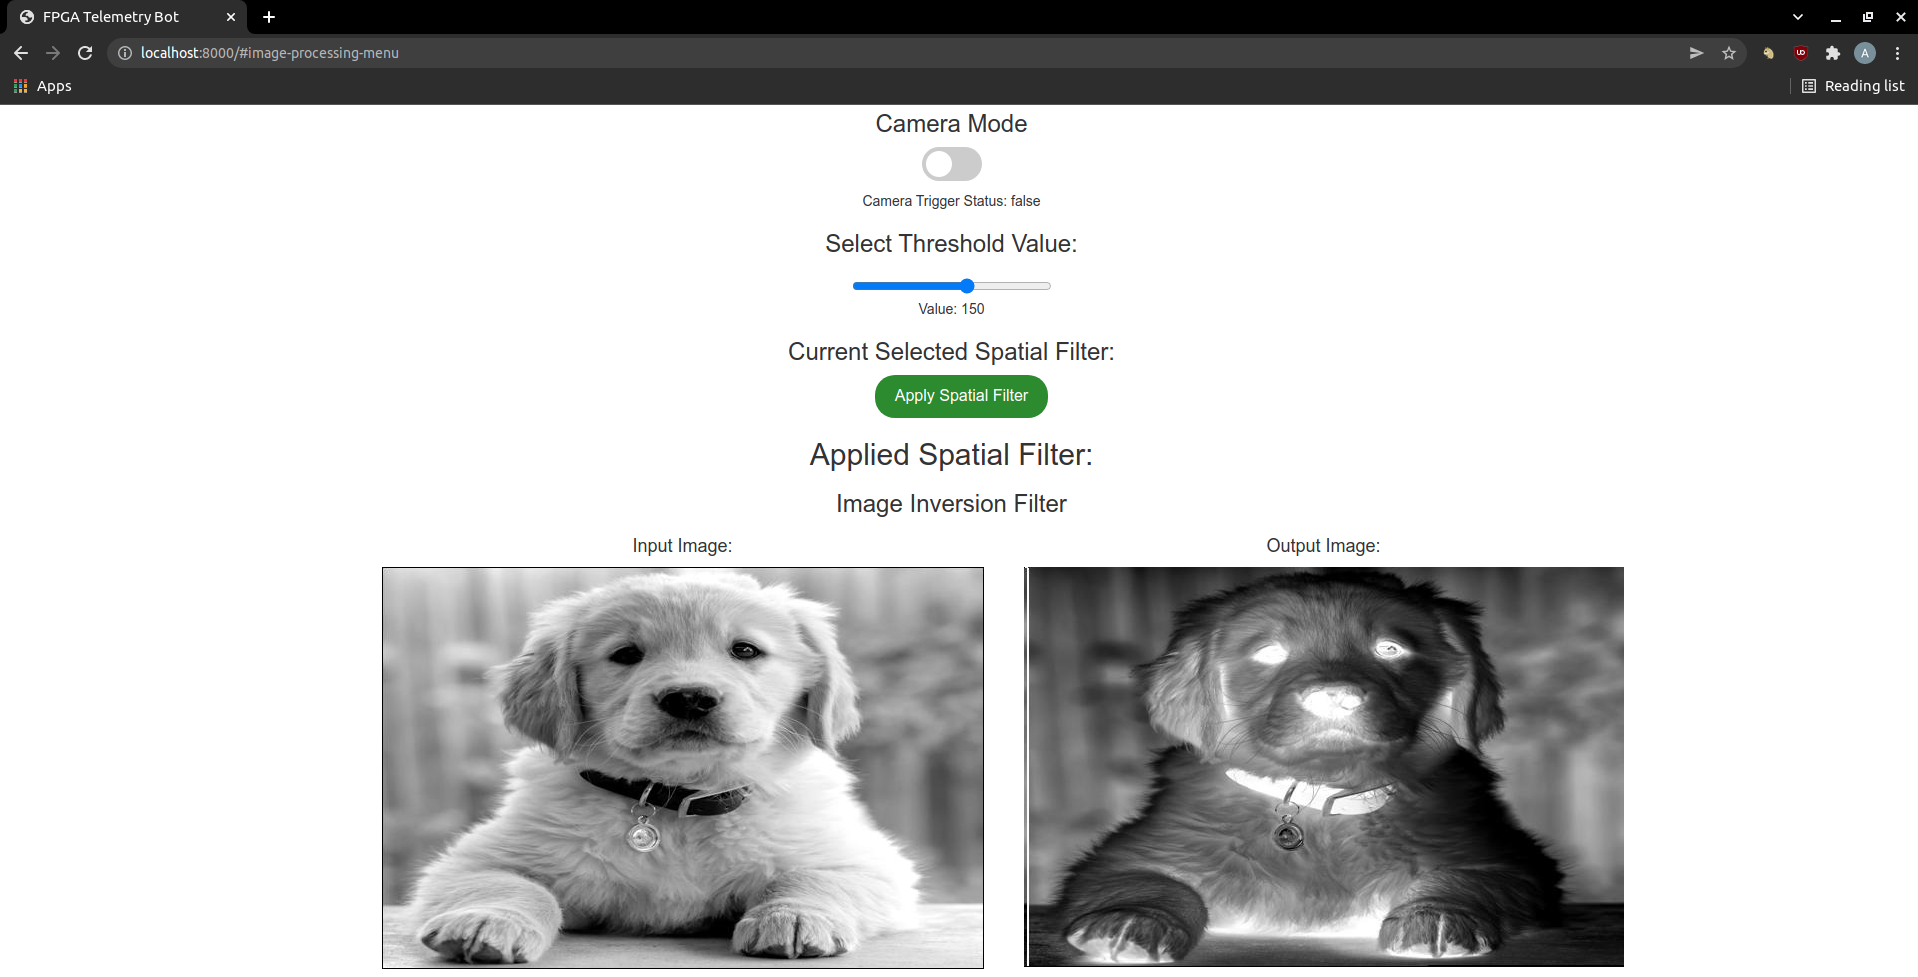 FPGA Telemetry Bot
localhost:8000/#image-processing-menu
A
Apps
Reading list
Camera Mode
Camera Trigger Status: false
Select Threshold Value:
Value: 150
Current Selected Spatial Filter:
Apply Spatial Filter
Applied Spatial Filter:
Image Inversion Filter
Input Image:
Output Image: